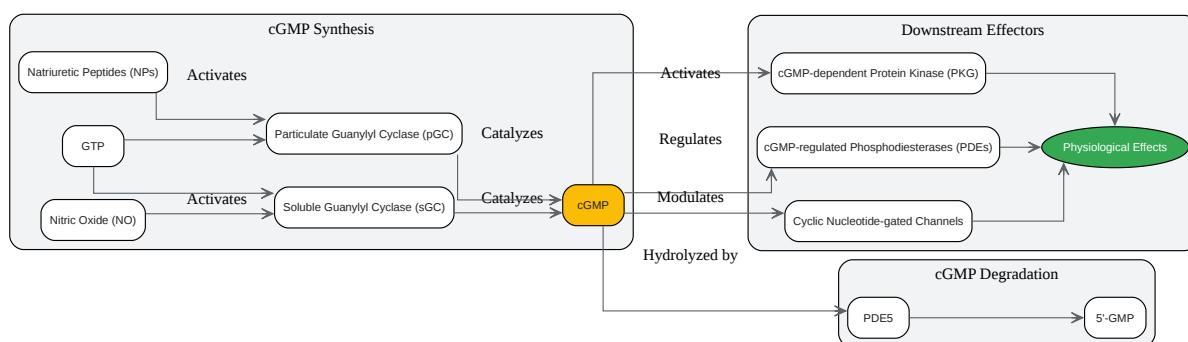 cGMP Synthesis
Natriuretic Peptides (NPs)
Activates
GTP
Particulate Guanylyl Cyclase (pGC)
Catalyzes
Nitric Oxide (NO)
Activates
Soluble Guanylyl Cyclase (sGC)
Catalyzes
cGMP
Activates
Regulates
Modulates
Hydrolyzed by
Downstream Effectors
cGMP-dependent Protein Kinase (PKG)
cGMP-regulated Phosphodiesterases (PDEs)
Cyclic Nucleotide-gated Channels
Physiological Effects
cGMP Degradation
PDE5
5'-GMP